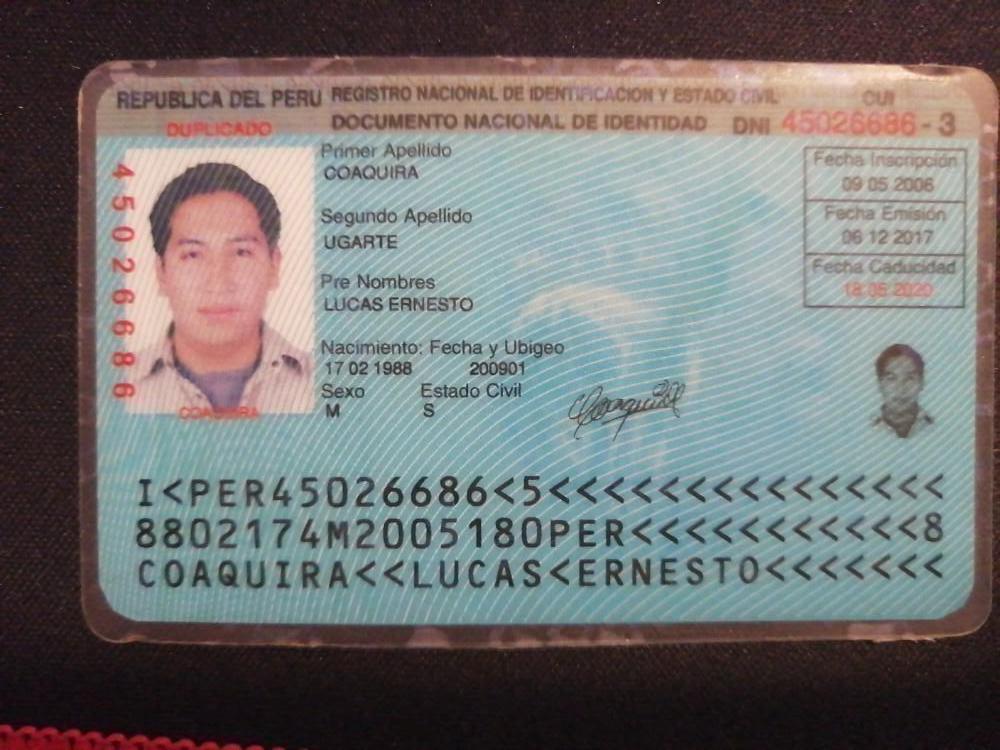 REPUBLICA DEL PERU REGISTRO NACIONAL DE IDENTIFICACION Y ESTADO CIVIL CUI
DUPLICADO DOCUMENTO NACIONAL DE IDENTIDAD DNI 45026686 - 3
45026686
Primer Apellido
COAQUIRA
Segundo Apellido
UGARTE
Pre Nombres
LUCAS ERNESTO
Nacimiento: Fecha y Ubigeo
17 02 1988 200901
Sexo Estado Civil
M S
Fecha Inscripción
09 05 2006
Fecha Emisión
06 12 2017
Fecha Caducidad
18 05 2020
COAQUIRA
Coaquira
I<PER45026686<5<<<<<<<<<<<<<<<
8802174M2005180PER<<<<<<<<<<<8
COAQUIRA<<LUCAS<ERNESTO<<<<<<<